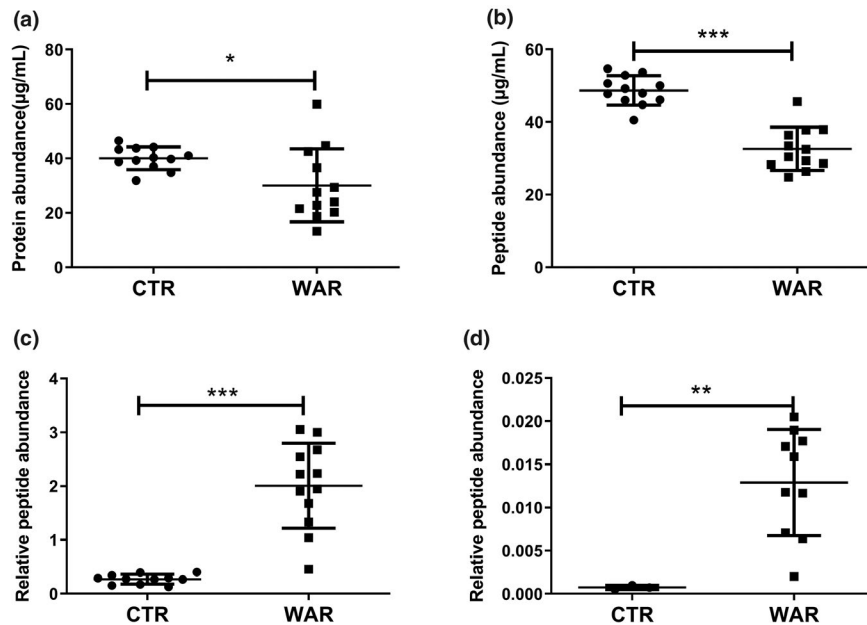 (a)
Protein abundance(µg/mL)
80
60
40
20
0
*
CTR WAR
(b)
Peptide abundance (µg/mL)
60
40
20
0
***
CTR WAR
(c)
Relative peptide abundance
4
3
2
1
0
***
CTR WAR
(d)
Relative peptide abundance
0.025
0.020
0.015
0.010
0.005
0.000
**
CTR WAR